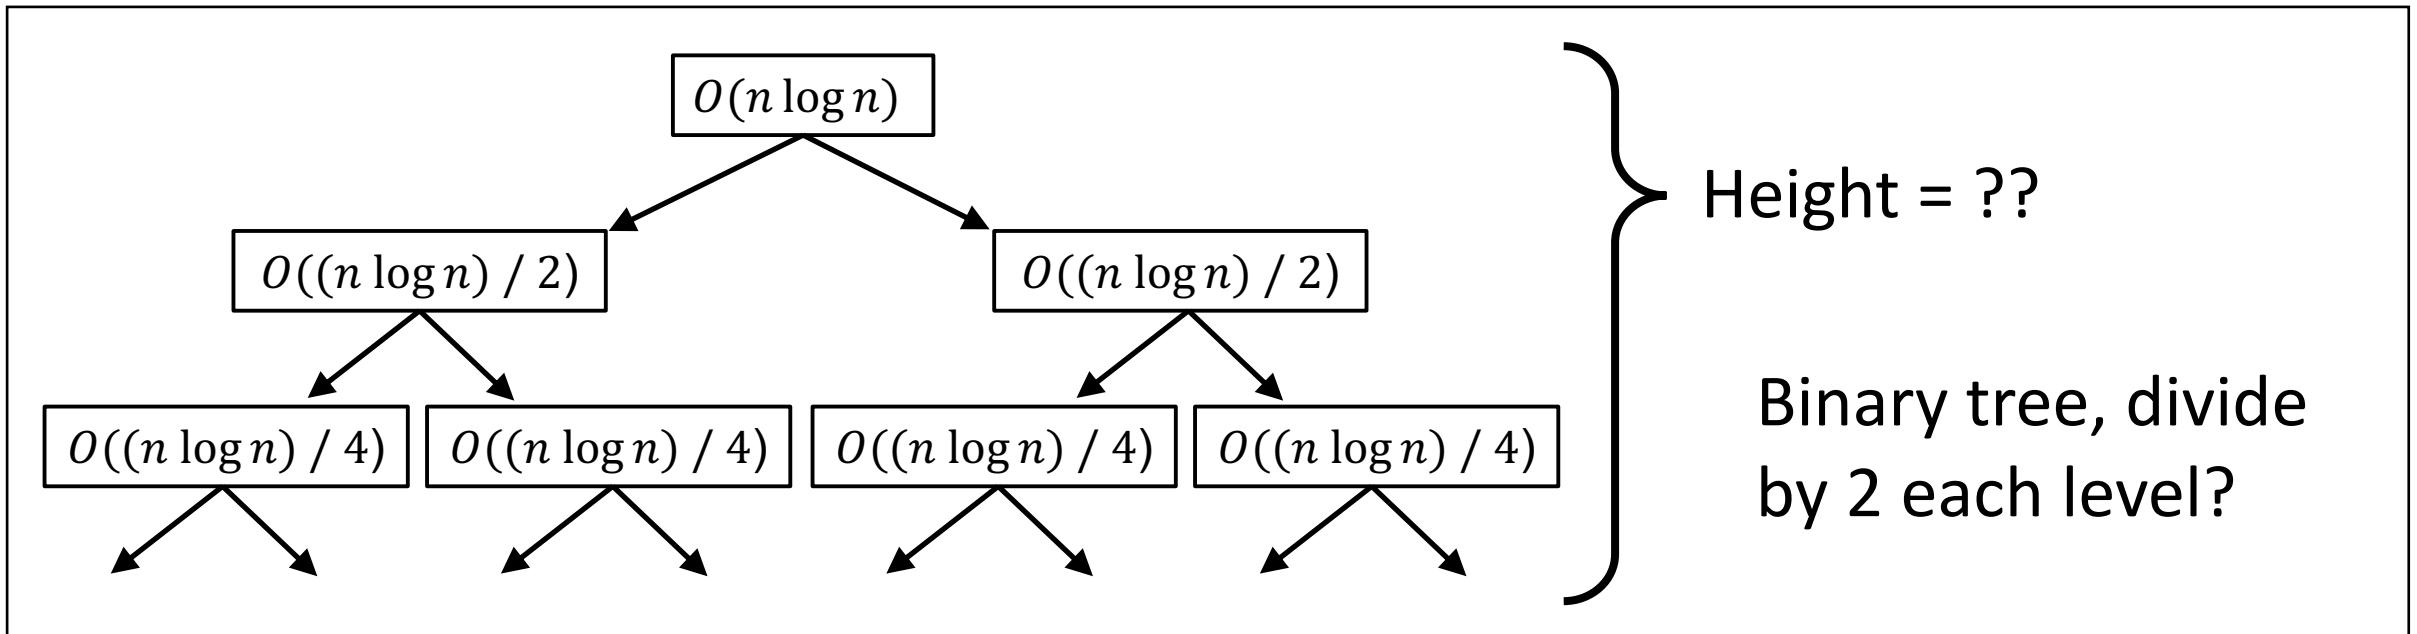 O(n log n)
Height = ??
O((n log n) / 2)
O((n log n) / 2)
Binary tree, divide
by 2 each level?
O((n log n) / 4)
O((n log n) / 4)
O((n log n) / 4)
O((n log n) / 4)